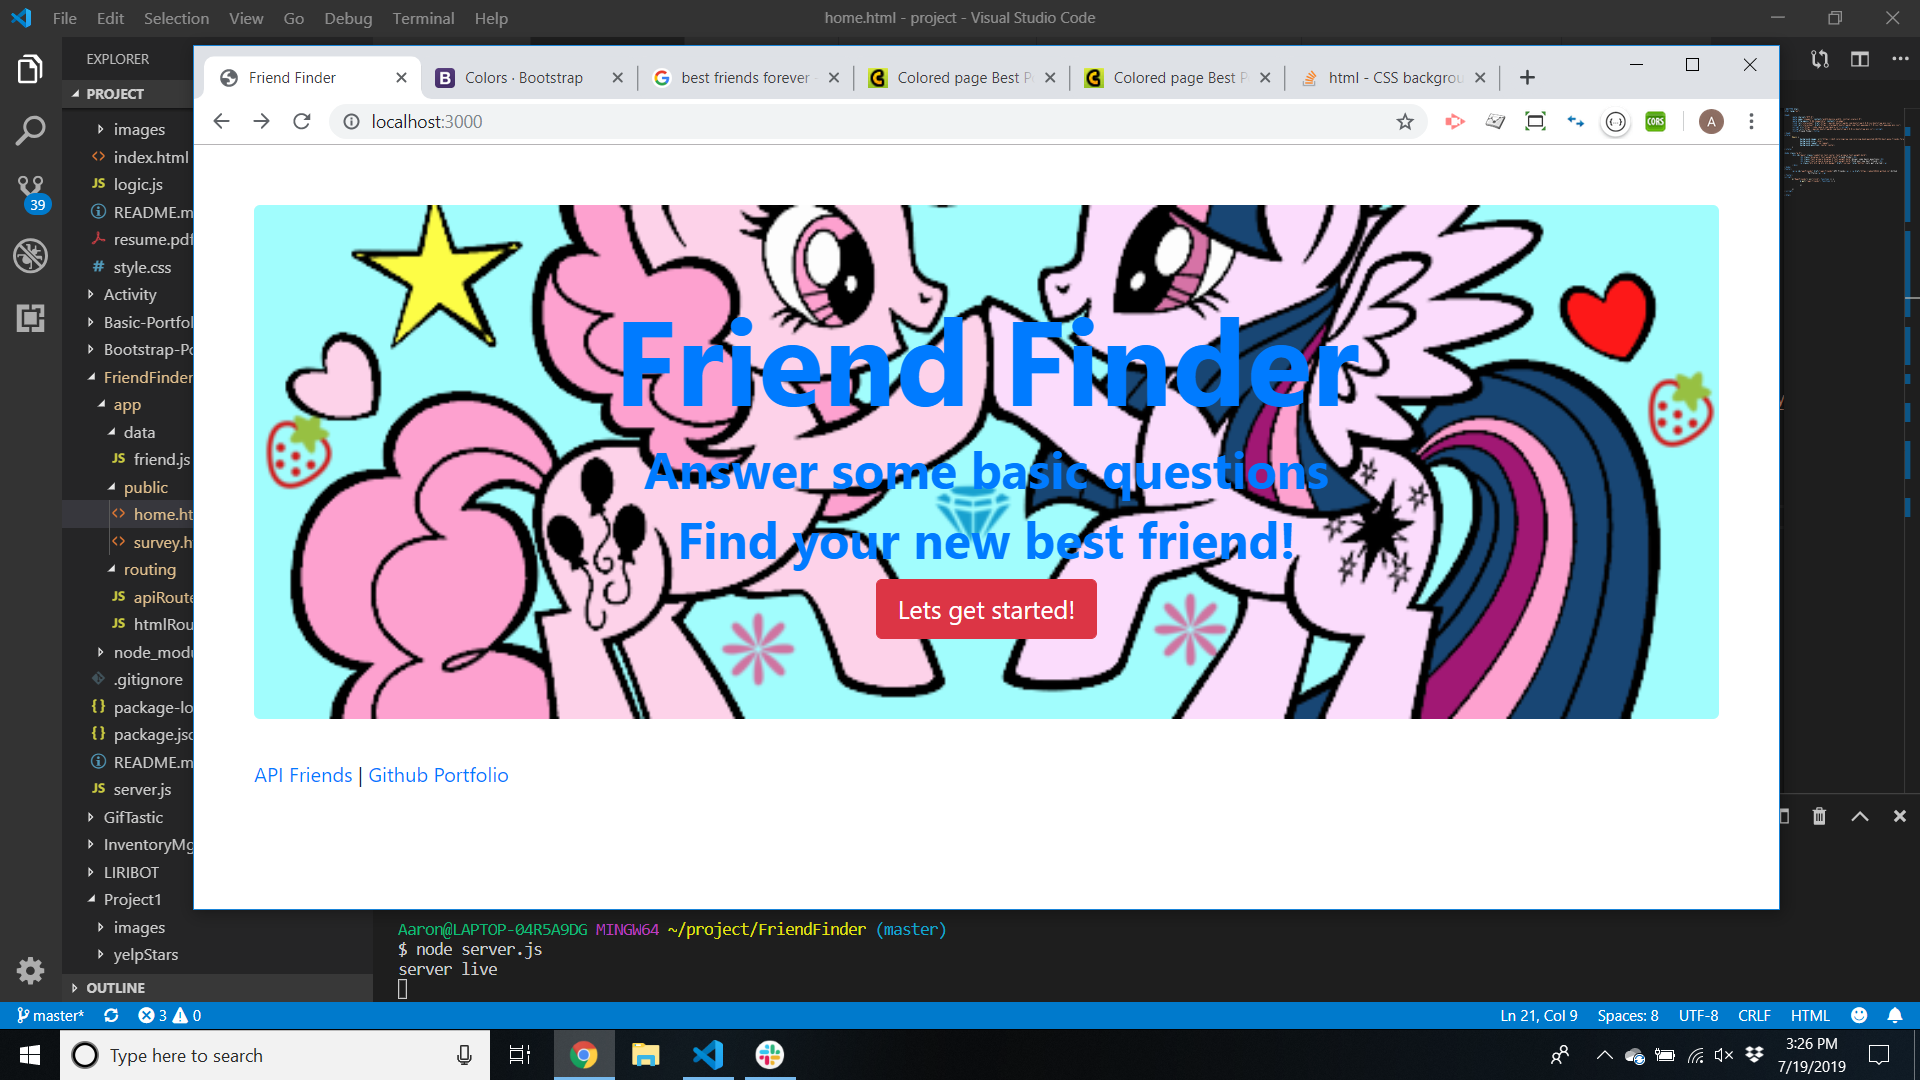 File Edit Selection View Go Debug Terminal Help
home.html - project - Visual Studio Code
EXPLORER
PROJECT
images
index.html
logic.js
README.m
resume.pdf
style.css
Activity
Basic-Portfol
Bootstrap-Po
FriendFinder
app
data
friend.js
public
home.ht
survey.h
routing
apiRoute
htmlRou
node_modu
.gitignore
package-lo
package.jso
README.m
server.js
GifTastic
InventoryMg
LIRIBOT
Project1
images
yelpStars
OUTLINE
39
Friend Finder
Colors · Bootstrap
best friends forever
Colored page Best P
Colored page Best P
html - CSS backgrou
localhost:3000
CORS
A
Friend Finder
Answer some basic questions
Find your new best friend!
Lets get started!
API Friends | Github Portfolio
Aaron@LAPTOP-04R5A9DG MINGW64 ~/project/FriendFinder (master)
$ node server.js
server live
master* 3 0
Ln 21, Col 9 Spaces: 8 UTF-8 CRLF HTML
Type here to search
3:26 PM
7/19/2019